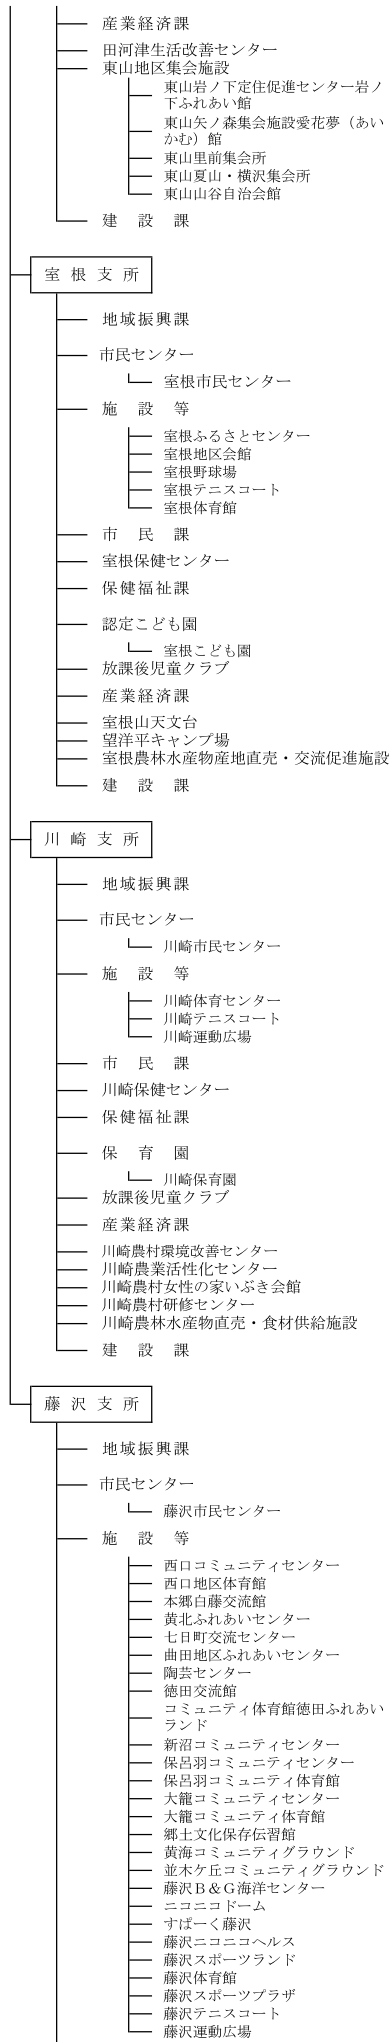 産業経済課
田河津生活改善センター
東山地区集会施設
東山岩ノ下定住促進センター岩ノ
下ふれあい館
東山矢ノ森集会施設愛花夢（あい
かむ）館
東山里前集会所
東山夏山・横沢集会所
東山山谷自治会館
建設課
室根支所
地域振興課
市民センター
室根市民センター
施設等
室根ふるさとセンター
室根地区会館
室根野球場
室根テニスコート
室根体育館
市民課
室根保健センター
保健福祉課
認定こども園
室根こども園
放課後児童クラブ
産業経済課
室根山天文台
望洋平キャンプ場
室根農林水産物産地直売・交流促進施設
建設課
川崎支所
地域振興課
市民センター
川崎市民センター
施設等
川崎体育センター
川崎テニスコート
川崎運動広場
市民課
川崎保健センター
保健福祉課
保育園
川崎保育園
放課後児童クラブ
産業経済課
川崎農村環境改善センター
川崎農業活性化センター
川崎農村女性の家いぶき会館
川崎農村研修センター
川崎農林水産物直売・食材供給施設
建設課
藤沢支所
地域振興課
市民センター
藤沢市民センター
施設等
西口コミュニティセンター
西口地区体育館
本郷白藤交流館
黄北ふれあいセンター
七日町交流センター
曲田地区ふれあいセンター
陶芸センター
徳田交流館
コミュニティ体育館徳田ふれあい
ランド
新沼コミュニティセンター
保呂羽コミュニティセンター
保呂羽コミュニティ体育館
大籠コミュニティセンター
大籠コミュニティ体育館
郷土文化保存伝習館
黄海コミュニティグラウンド
並木ケ丘コミュニティグラウンド
藤沢Ｂ＆Ｇ海洋センター
ニコニコドーム
すぱーく藤沢
藤沢ニコニコヘルス
藤沢スポーツランド
藤沢体育館
藤沢スポーツプラザ
藤沢テニスコート
藤沢運動広場